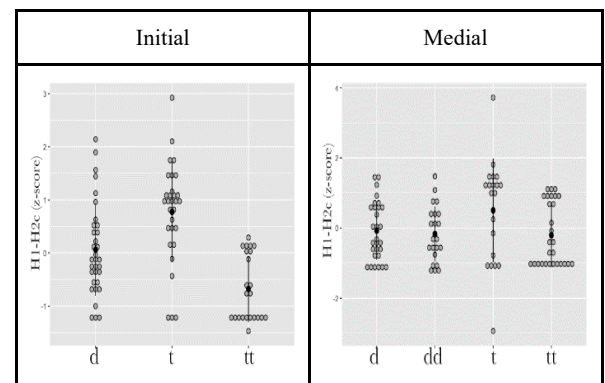 Initial
Medial
H1-H2c (z-score)
3
2
1
0
-1
d
t
tt
H1-H2c (z-score)
4
2
0
-2
d
dd
t
tt